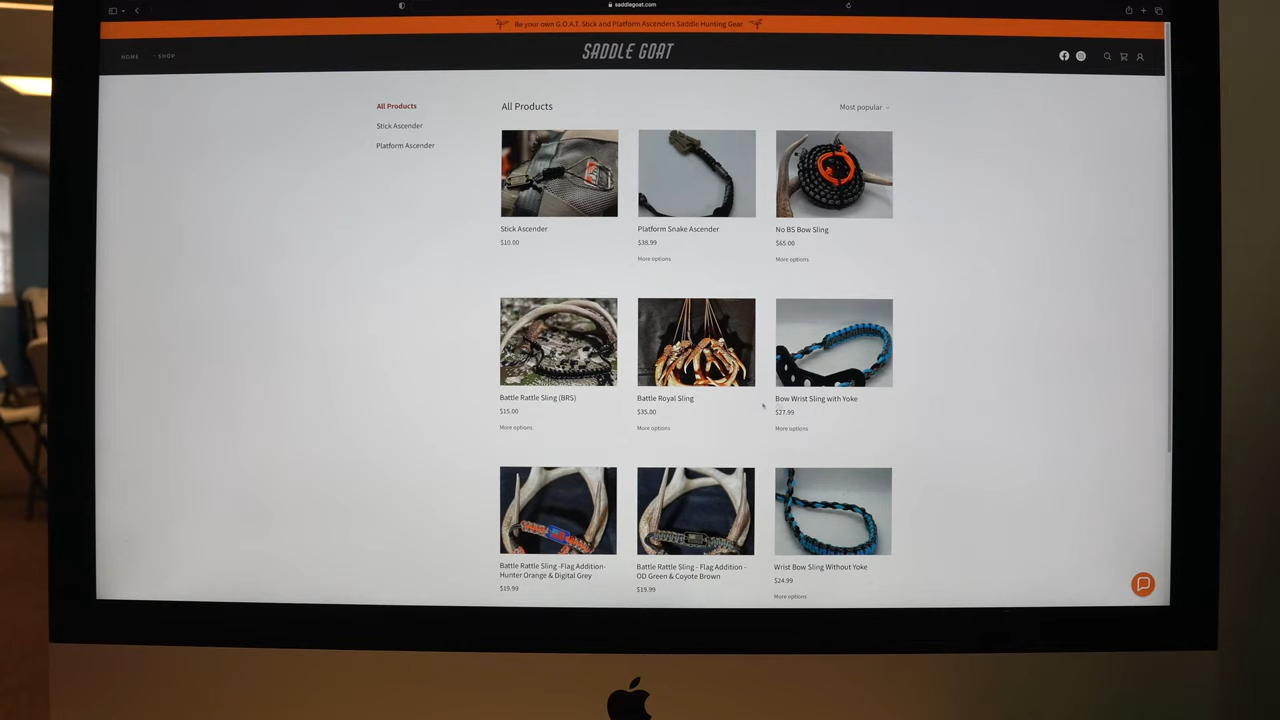 saddlegoat.com
Be your own G.O.A.T. Stick and Platform Ascenders Saddle Hunting Gear
HOME
SHOP
SADDLE GOAT
All Products
Stick Ascender
Platform Ascender
All Products
Most popular
Stick Ascender
$10.00
Platform Snake Ascender
$38.99
More options
No BS Bow Sling
$65.00
More options
Battle Rattle Sling (BRS)
$15.00
More options
Battle Royal Sling
$35.00
More options
Bow Wrist Sling with Yoke
$27.99
More options
Battle Rattle Sling -Flag Addition-
Hunter Orange & Digital Grey
$19.99
Battle Rattle Sling - Flag Addition -
OD Green & Coyote Brown
$19.99
Wrist Bow Sling Without Yoke
$24.99
More options